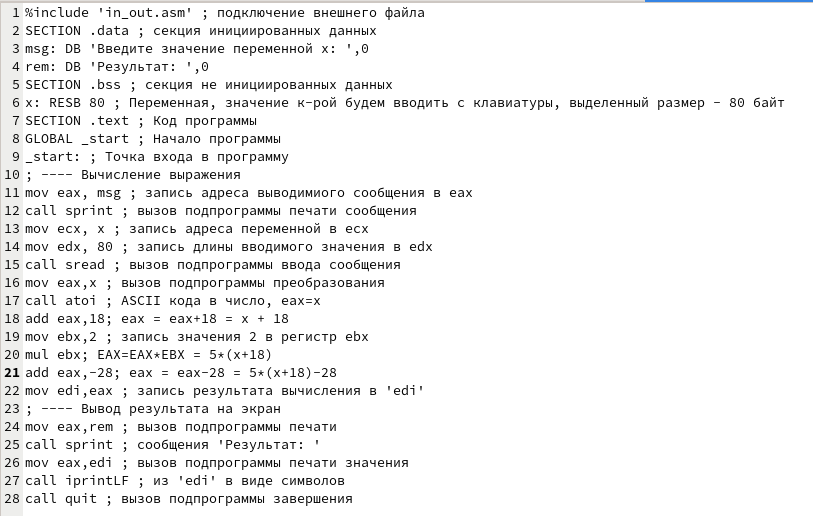 1 %include 'in_out.asm' ; подключение внешнего файла
2 SECTION .data ; секция инициированных данных
3 msg: DB 'Введите значение переменной x: ',0
4 rem: DB 'Результат: ',0
5 SECTION .bss ; секция не инициированных данных
6 x: RESB 80 ; Переменная, значение к-рой будем вводить с клавиатуры, выделенный размер - 80 байт
7 SECTION .text ; Код программы
8 GLOBAL _start ; Начало программы
9 _start: ; Точка входа в программу
10 ; ---- Вычисление выражения
11 mov eax, msg ; запись адреса выводимиого сообщения в eax
12 call sprint ; вызов подпрограммы печати сообщения
13 mov ecx, x ; запись адреса переменной в ecx
14 mov edx, 80 ; запись длины вводимого значения в edx
15 call sread ; вызов подпрограммы ввода сообщения
16 mov eax,x ; вызов подпрограммы преобразования
17 call atoi ; ASCII кода в число, eax=x
18 add eax,18; eax = eax+18 = x + 18
19 mov ebx,2 ; запись значения 2 в регистр ebx
20 mul ebx; EAX=EAX*EBX = 5*(x+18)
21 add eax,-28; eax = eax-28 = 5*(x+18)-28
22 mov edi,eax ; запись результата вычисления в 'edi'
23 ; ---- Вывод результата на экран
24 mov eax,rem ; вызов подпрограммы печати
25 call sprint ; сообщения 'Результат: '
26 mov eax,edi ; вызов подпрограммы печати значения
27 call iprintLF ; из 'edi' в виде символов
28 call quit ; вызов подпрограммы завершения